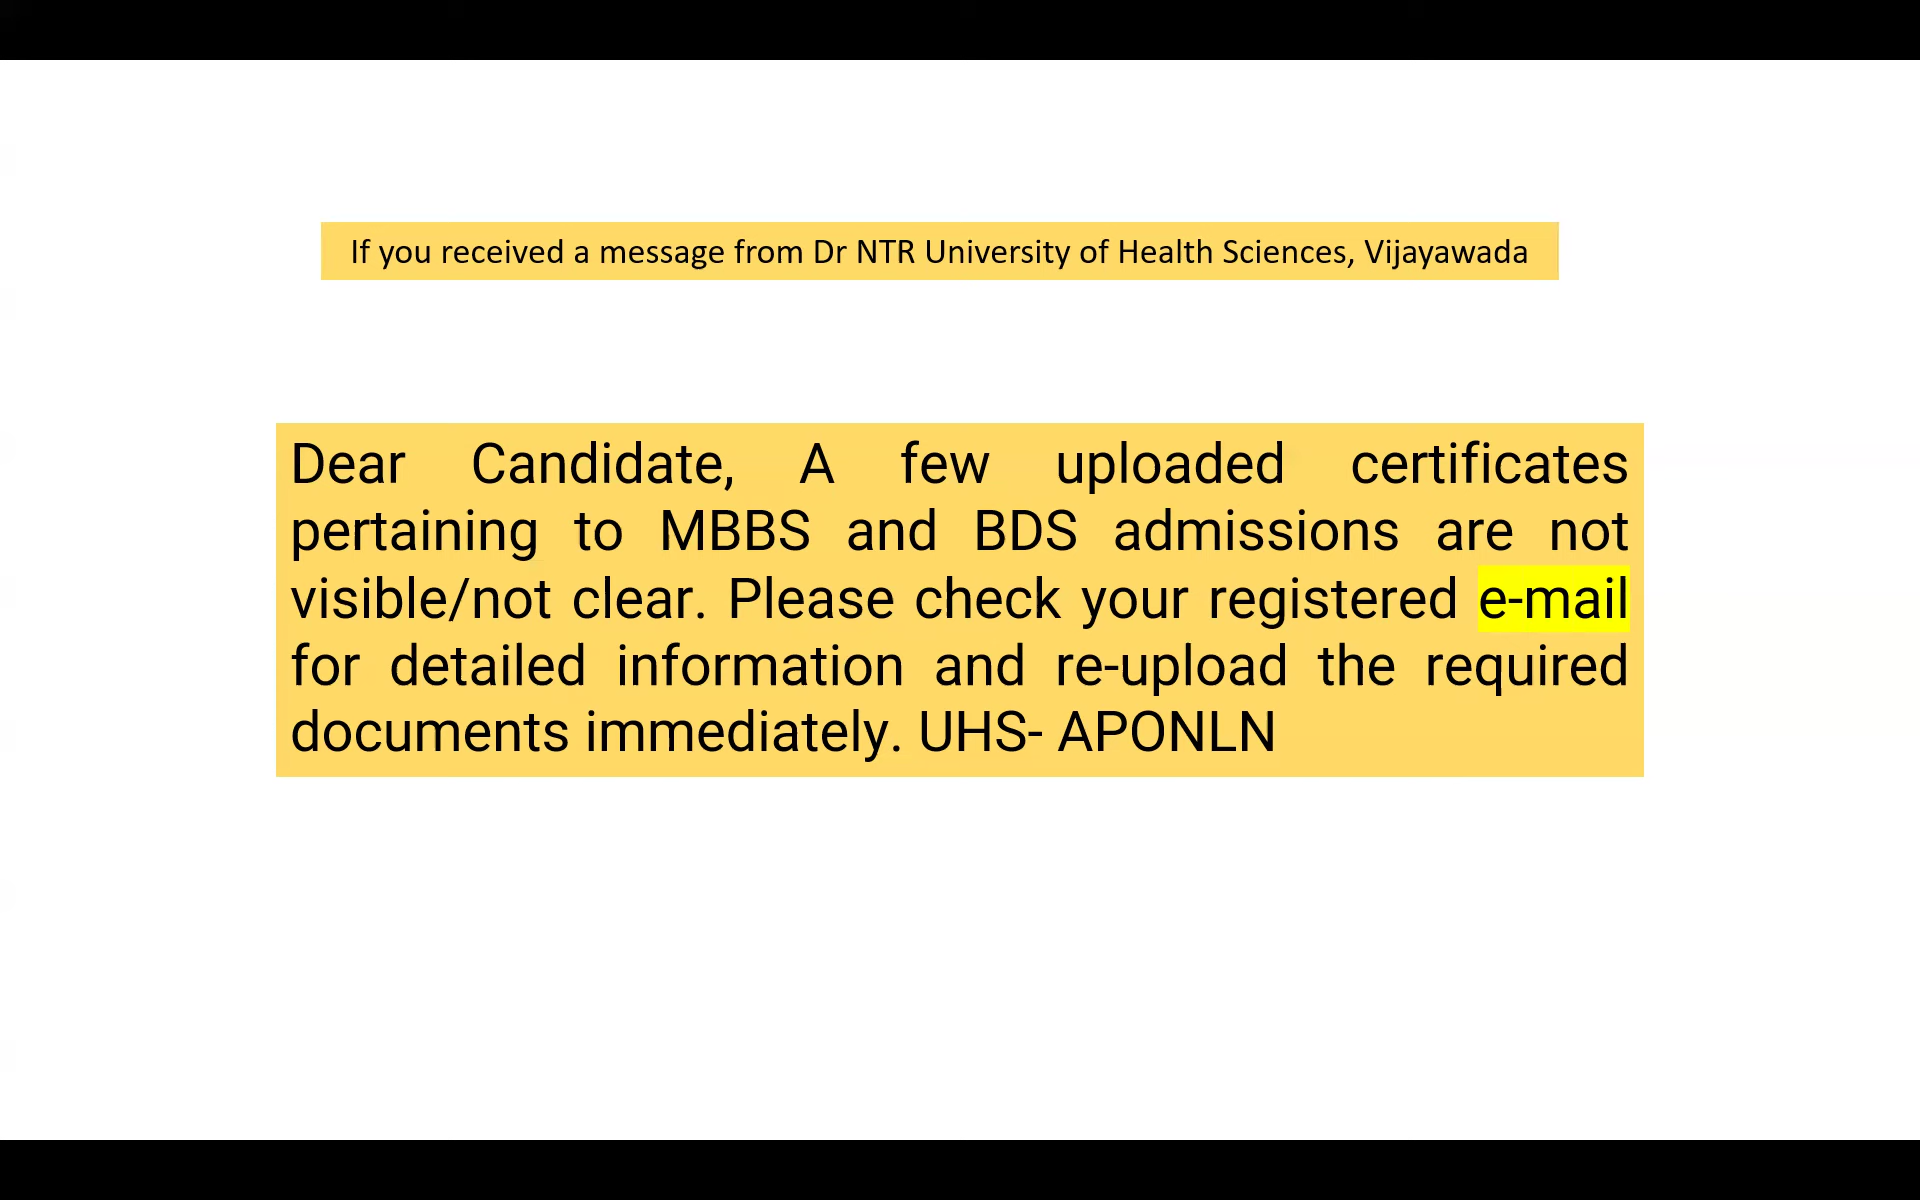 If you received a message from Dr NTR University of Health Sciences, Vijayawada
Dear Candidate, A few uploaded certificates
pertaining to MBBS and BDS admissions are not
visible/not clear. Please check your registered e-mail
for detailed information and re-upload the required
documents immediately. UHS- APONLN